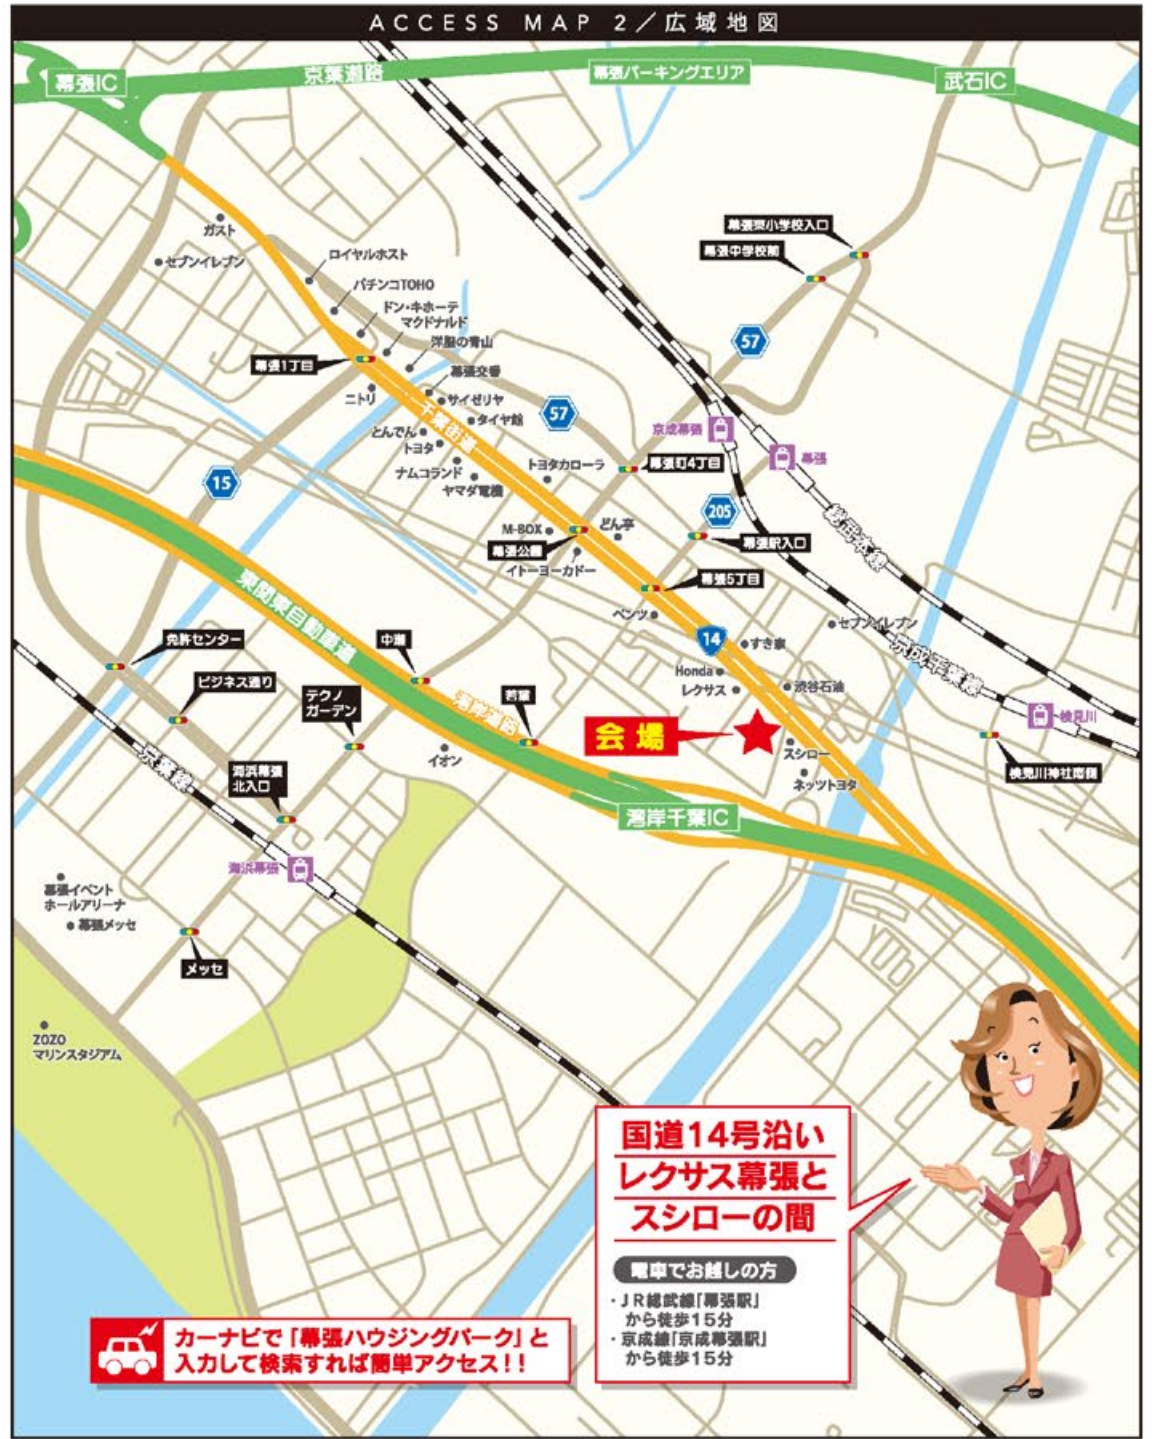 ACCESS MAP 2／広域地図
幕張IC
京葉道路
幕張パーキングエリア
武石IC
幕張東小学校入口
幕張中学校前
ガスト
セブンイレブン
ロイヤルホスト
パチンコTOHO
ドン・キホーテ
マクドナルド
洋服の青山
幕張1丁目
幕張交番
ニトリ
サイゼリヤ
千葉街道
タイヤ館
57
57
とんでん
トヨタ
京成幕張
幕張
ナムコランド
トヨタカローラ
幕張町4丁目
ヤマダ電機
15
205
総武本線
M-BOX
どん亭
幕張公園
幕張駅入口
イトーヨーカドー
幕張5丁目
東関東自動車道
ベンツ
セブンイレブン
14
すき家
京成千葉線
免許センター
中瀬
Honda
レクサス
渋谷石油
ビジネス通り
テクノ
ガーデン
若葉
湾岸道路
検見川
会場
イオン
スシロー
京葉線
海浜幕張
北入口
ネッツトヨタ
検見川神社南側
湾岸千葉IC
海浜幕張
幕張イベント
ホールアリーナ
幕張メッセ
メッセ
ZOZO
マリンスタジアム
国道14号沿い
レクサス幕張と
スシローの間
電車でお越しの方
・JR総武線「幕張駅」
から徒歩15分
・京成線「京成幕張駅」
から徒歩15分
カーナビで「幕張ハウジングパーク」と
入力して検索すれば簡単アクセス!!